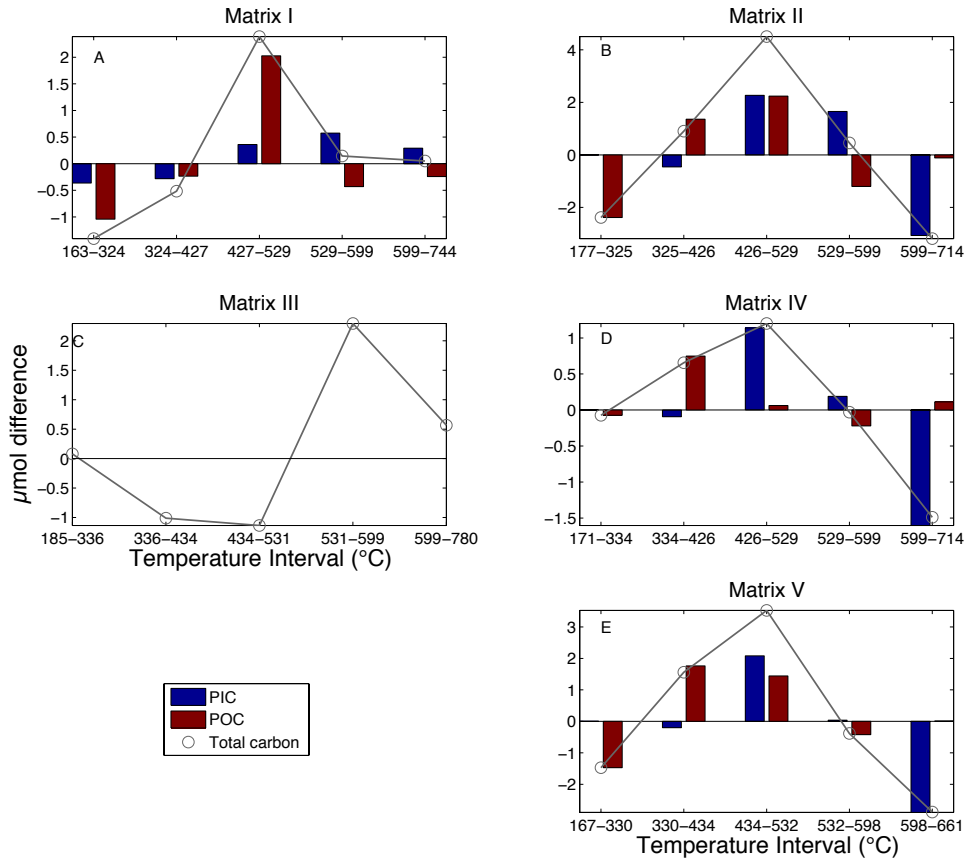 Matrix I
A
2
1.5
1
0.5
0
−0.5
−1
163−324 324−427 427−529 529−599 599−744
Matrix II
B
4
2
0
−2
177−325 325−426 426−529 529−599 599−714
Matrix III
C
2
1.5
1
0.5
0
−0.5
−1
185−336 336−434 434−531 531−599 599−780
µmol difference
Temperature Interval (°C)
Matrix IV
D
1
0.5
0
−0.5
−1
−1.5
171−334 334−426 426−529 529−599 599−714
Matrix V
E
3
2
1
0
−1
−2
167−330 330−434 434−532 532−598 598−661
Temperature Interval (°C)
PIC
POC
Total carbon